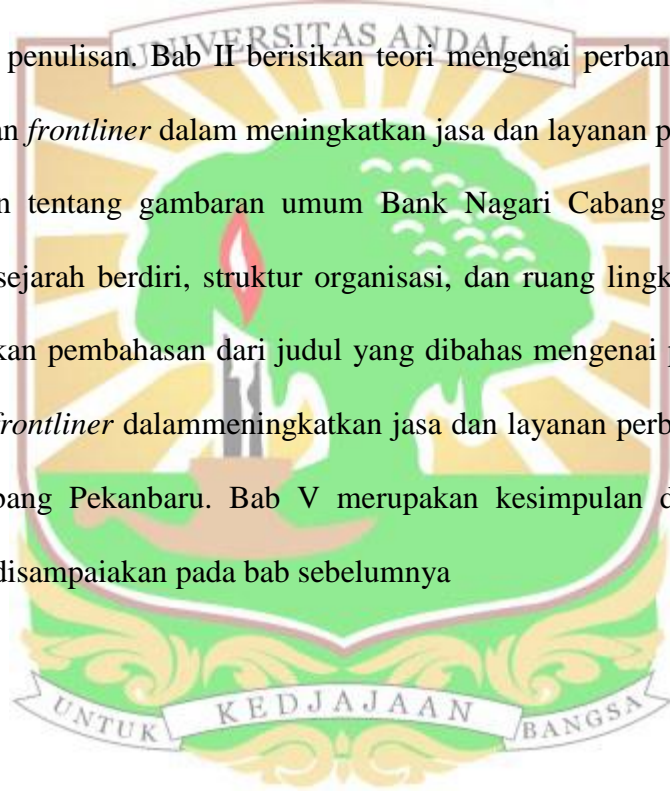 UNIVERSITAS ANDALAS
penulisan. Bab II berisikan teori mengenai perban
an frontliner dalam meningkatkan jasa dan layanan p
n tentang gambaran umum Bank Nagari Cabang
sejarah berdiri, struktur organisasi, dan ruang lingk
kan pembahasan dari judul yang dibahas mengenai p
frontliner dalammeningkatkan jasa dan layanan perb
bang Pekanbaru. Bab V merupakan kesimpulan d
disampaiakan pada bab sebelumnya
UNTUK KEDJAJAAN BANGSA